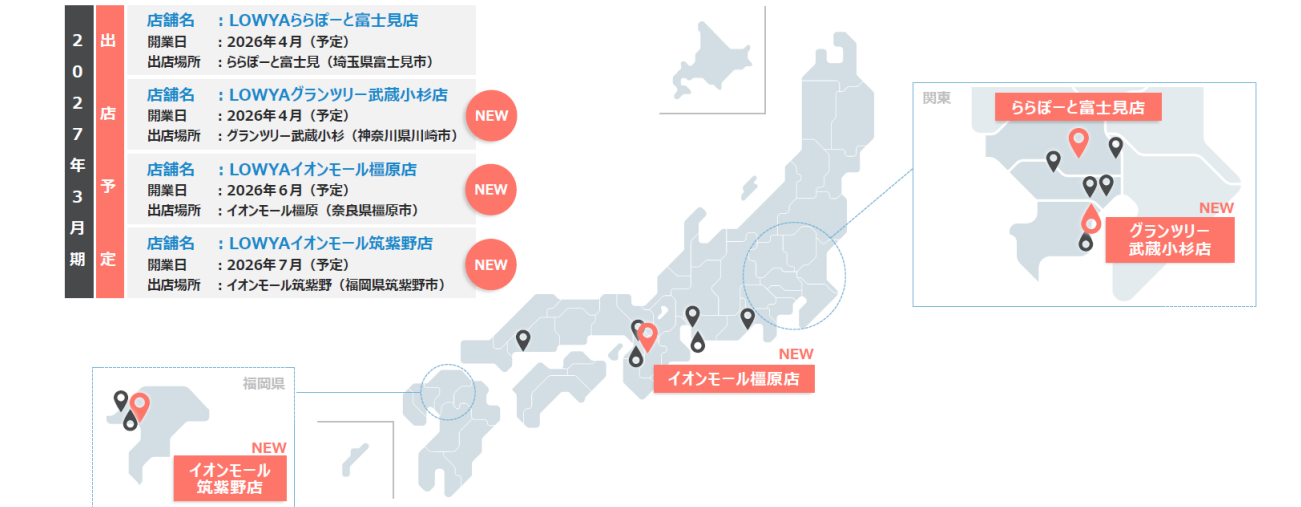 2027年3月期
出店予定
店舗名 : LOWYAららぽーと富士見店
開業日 : 2026年4月（予定）
出店場所 : ららぽーと富士見（埼玉県富士見市）
店舗名 : LOWYAグランツリー武蔵小杉店
開業日 : 2026年4月（予定）
出店場所 : グランツリー武蔵小杉（神奈川県川崎市）
NEW
店舗名 : LOWYAイオンモール橿原店
開業日 : 2026年6月（予定）
出店場所 : イオンモール橿原（奈良県橿原市）
NEW
店舗名 : LOWYAイオンモール筑紫野店
開業日 : 2026年7月（予定）
出店場所 : イオンモール筑紫野（福岡県筑紫野市）
NEW
関東
ららぽーと富士見店
NEW
グランツリー
武蔵小杉店
NEW
イオンモール橿原店
福岡県
NEW
イオンモール
筑紫野店